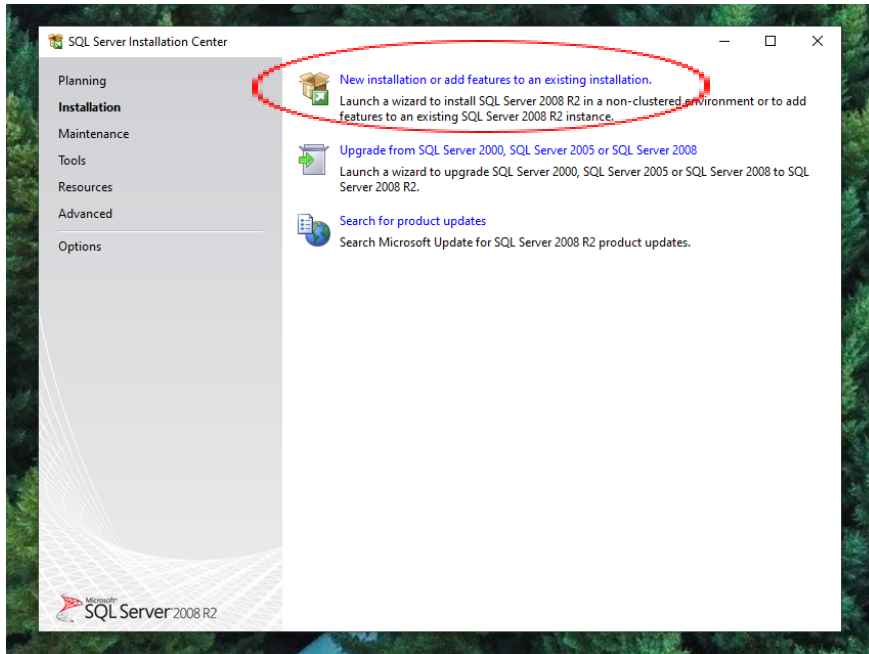 SQL Server Installation Center
Planning
Installation
Maintenance
Tools
Resources
Advanced
Options
New installation or add features to an existing installation.
Launch a wizard to install SQL Server 2008 R2 in a non-clustered environment or to add
features to an existing SQL Server 2008 R2 instance.
Upgrade from SQL Server 2000, SQL Server 2005 or SQL Server 2008
Launch a wizard to upgrade SQL Server 2000, SQL Server 2005 or SQL Server 2008 to SQL
Server 2008 R2.
Search for product updates
Search Microsoft Update for SQL Server 2008 R2 product updates.
Microsoft®
SQL Server 2008 R2